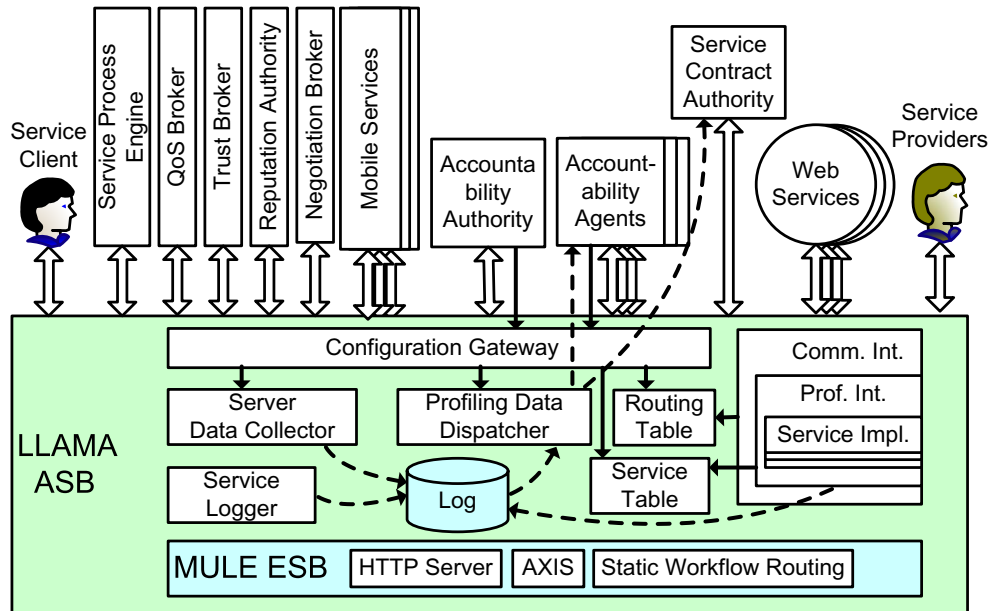 Service
Client
Service Process
Engine
QoS Broker
Trust Broker
Reputation Authority
Negotiation Broker
Mobile Services
Accounta
bility
Authority
Account-
ability
Agents
Service
Contract
Authority
Web
Services
Service
Providers
LLAMA
ASB
Configuration Gateway
Server
Data Collector
Profiling Data
Dispatcher
Routing
Table
Comm. Int.
Prof. Int.
Service Impl.
Service
Logger
Log
Service
Table
MULE ESB
HTTP Server
AXIS
Static Workflow Routing